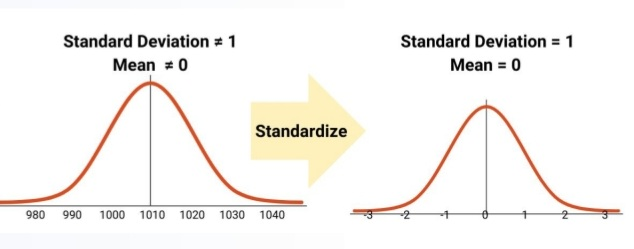 Standard Deviation ≠ 1
Mean ≠ 0
980 990 1000 1010 1020 1030 1040
Standardize
Standard Deviation = 1
Mean = 0
-3 -2 -1 0 1 2 3